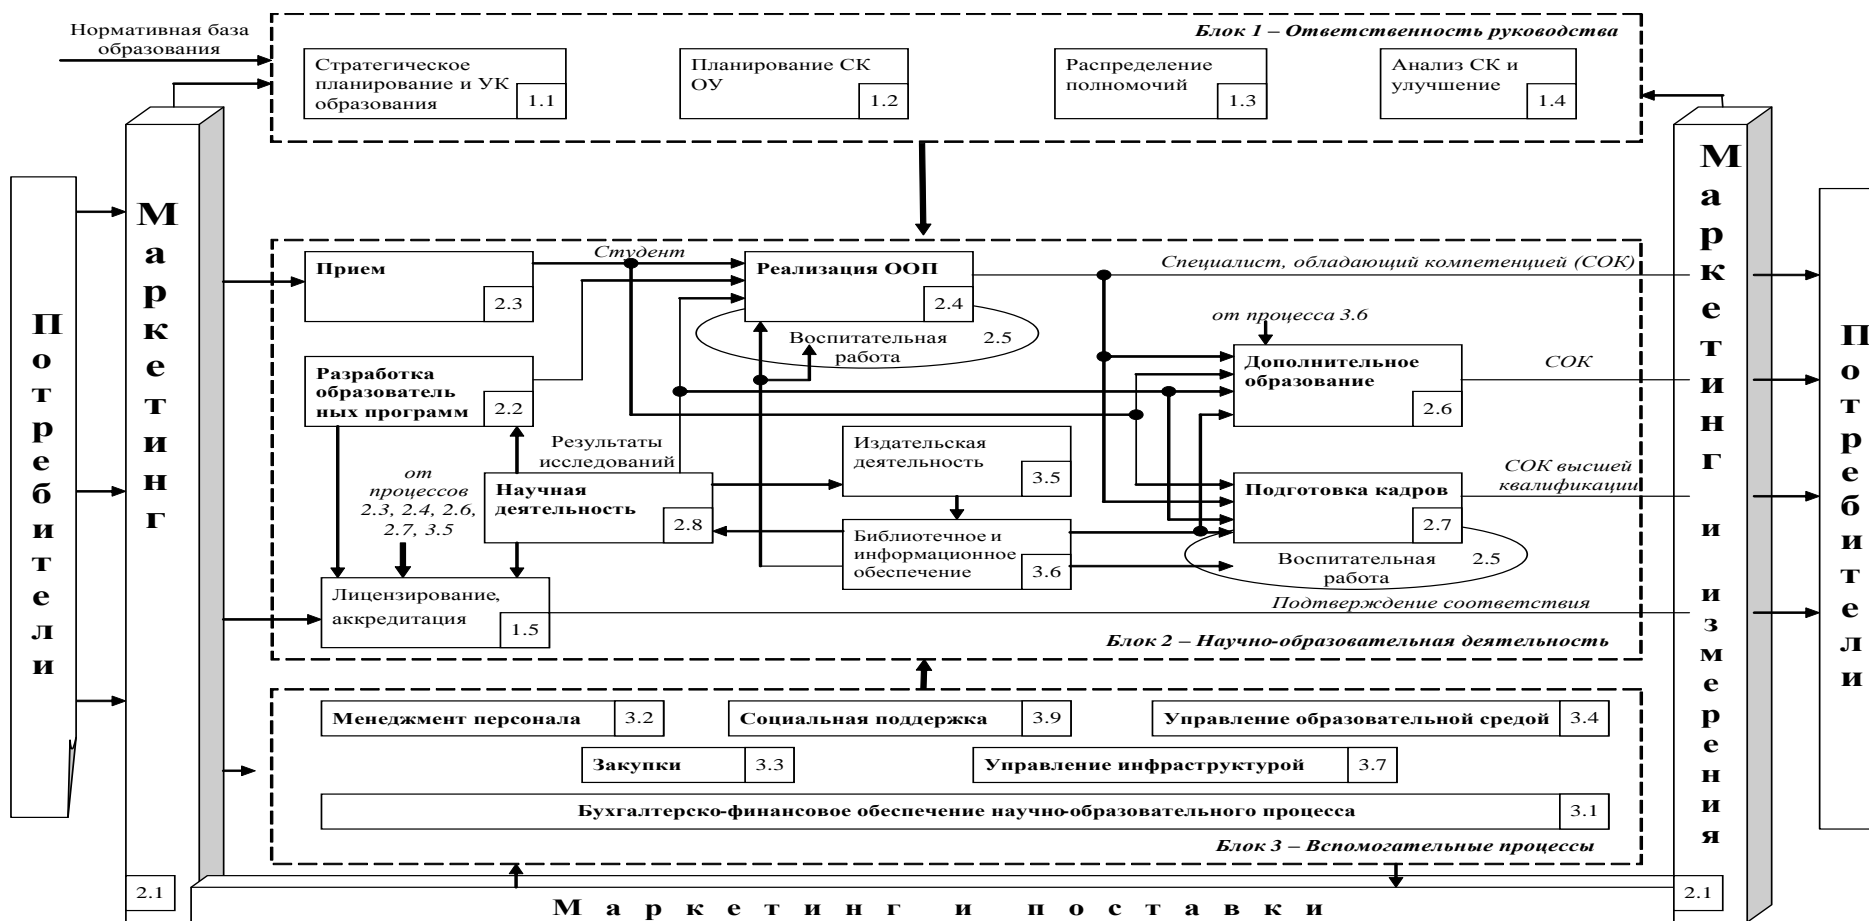 Нормативная база
образования
Блок 1 – Ответственность руководства
Стратегическое
планирование и УК
образования
1.1
Планирование СК
ОУ
1.2
Распределение
полномочий
1.3
Анализ СК и
улучшение
1.4
Потребители
Маркетинг
2.1
Прием
2.3
Студент
Реализация ООП
2.4
Воспитательная
работа
2.5
Специалист, обладающий компетенцией (СОК)
от процесса 3.6
Разработка
образователь
ных программ
2.2
Дополнительное
образование
2.6
СОК
Результаты
исследований
Издательская
деятельность
3.5
от
процессов
2.3, 2.4, 2.6,
2.7, 3.5
Научная
деятельность
2.8
Подготовка кадров
2.7
СОК высшей
квалификации
Библиотечное и
информационное
обеспечение
3.6
Воспитательная
работа
2.5
Лицензирование,
аккредитация
1.5
Подтверждение соответствия
Блок 2 – Научно-образовательная деятельность
Менеджмент персонала
3.2
Социальная поддержка
3.9
Управление образовательной средой
3.4
Закупки
3.3
Управление инфраструктурой
3.7
Бухгалтерско-финансовое обеспечение научно-образовательного процесса
3.1
Блок 3 – Вспомогательные процессы
Маркетинг и измерения
2.1
Потребители
Маркетинг и поставки